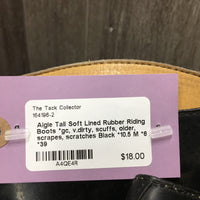 The Tack Collector
164196-2
Aigle Tall Soft Lined Rubber Riding
Boots *gc, v.dirty, scuffs, older,
scrapes, scratches Black *10.5 M *6
*39
$18.00
A4QE4R